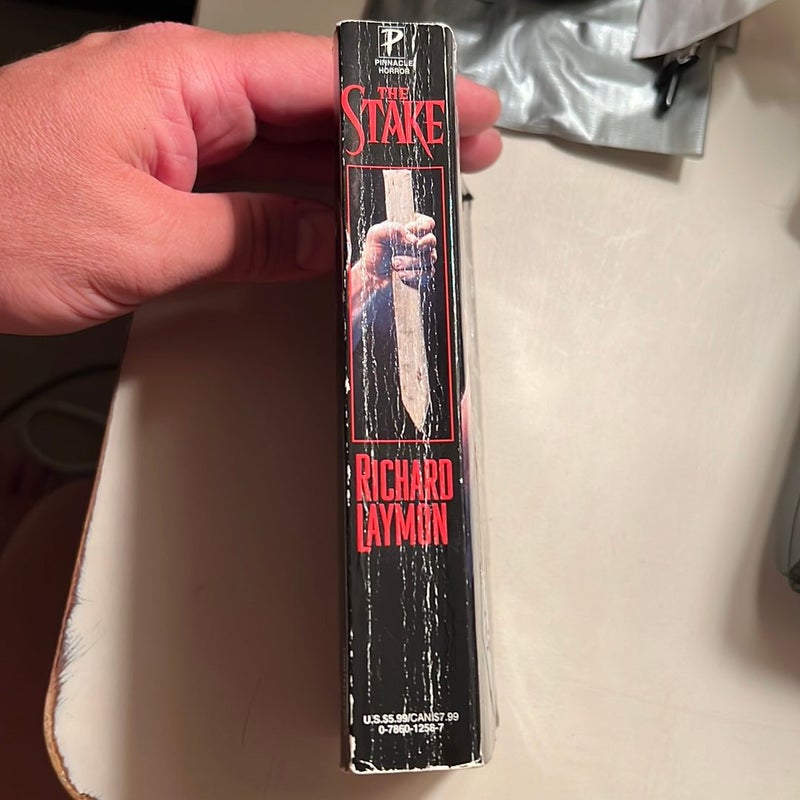 P
PINNACLE
HORROR
THE
STAKE
RICHARD
LAYMON
U.S.$5.99/CAN$7.99
0-7860-1258-7